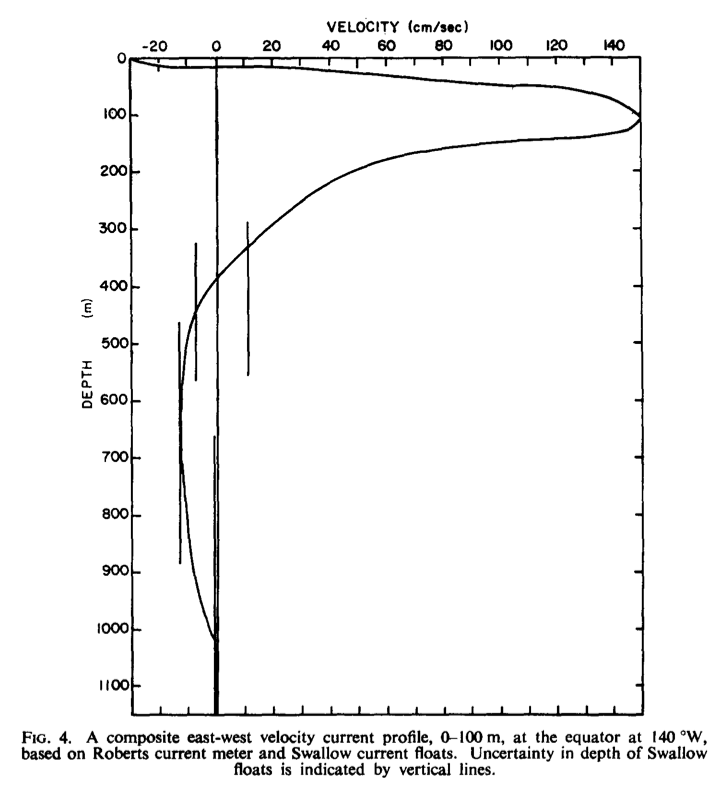 VELOCITY (cm/sec)
-20 0 20 40 60 80 100 120 140
0
100
200
300
400
500
600
700
800
900
1000
1100
DEPTH (m)
FIG. 4. A composite east-west velocity current profile, 0–100 m, at the equator at 140 °W,
based on Roberts current meter and Swallow current floats. Uncertainty in depth of Swallow
floats is indicated by vertical lines.